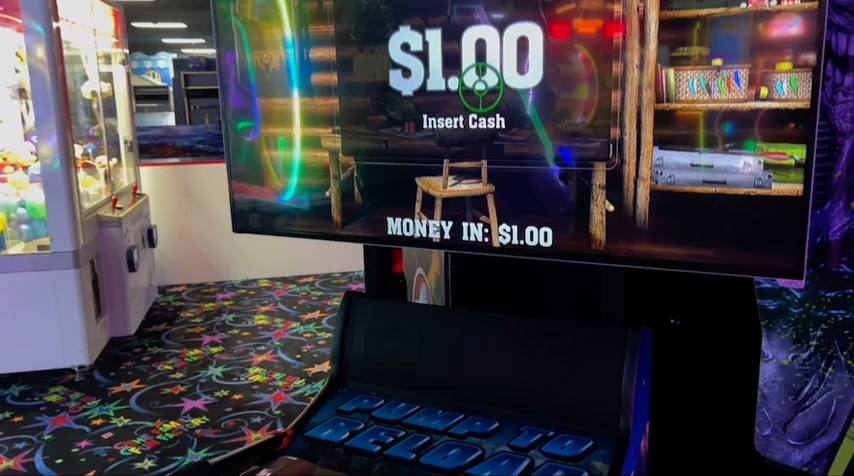 $1.00
Insert Cash
MONEY IN: $1.00
PUMP TO
RELOAD